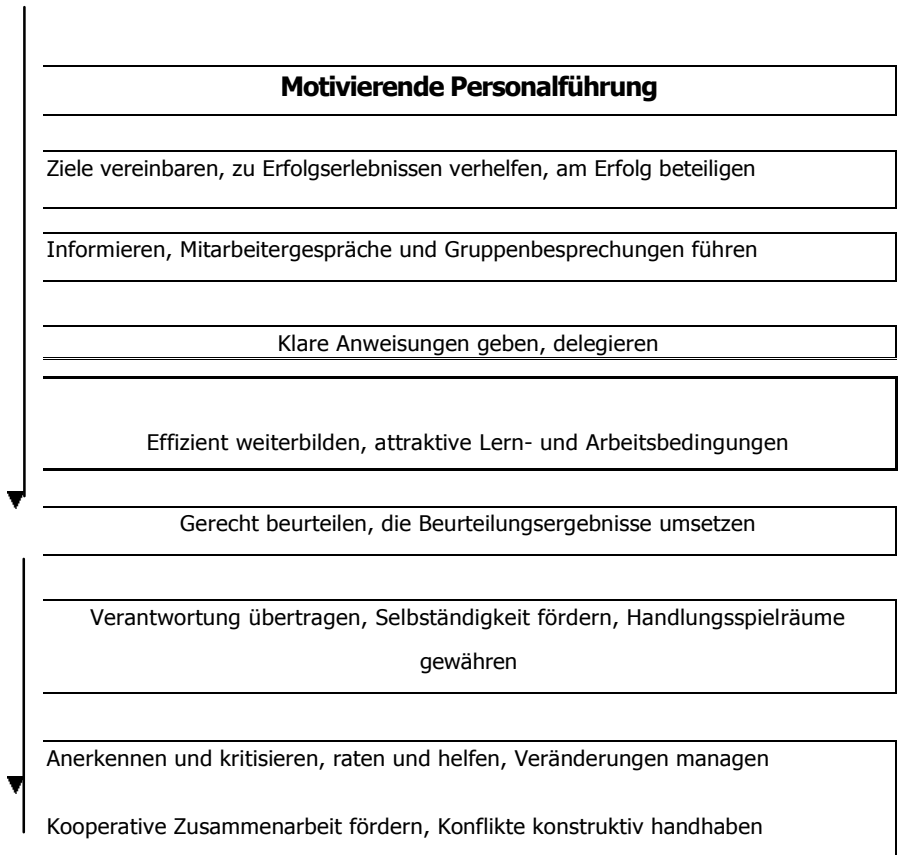 Motivierende Personalführung
Ziele vereinbaren, zu Erfolgserlebnissen verhelfen, am Erfolg beteiligen
Informieren, Mitarbeitergespräche und Gruppenbesprechungen führen
Klare Anweisungen geben, delegieren
Effizient weiterbilden, attraktive Lern- und Arbeitsbedingungen
Gerecht beurteilen, die Beurteilungsergebnisse umsetzen
Verantwortung übertragen, Selbständigkeit fördern, Handlungsspielräume
gewähren
Anerkennen und kritisieren, raten und helfen, Veränderungen managen
Kooperative Zusammenarbeit fördern, Konflikte konstruktiv handhaben